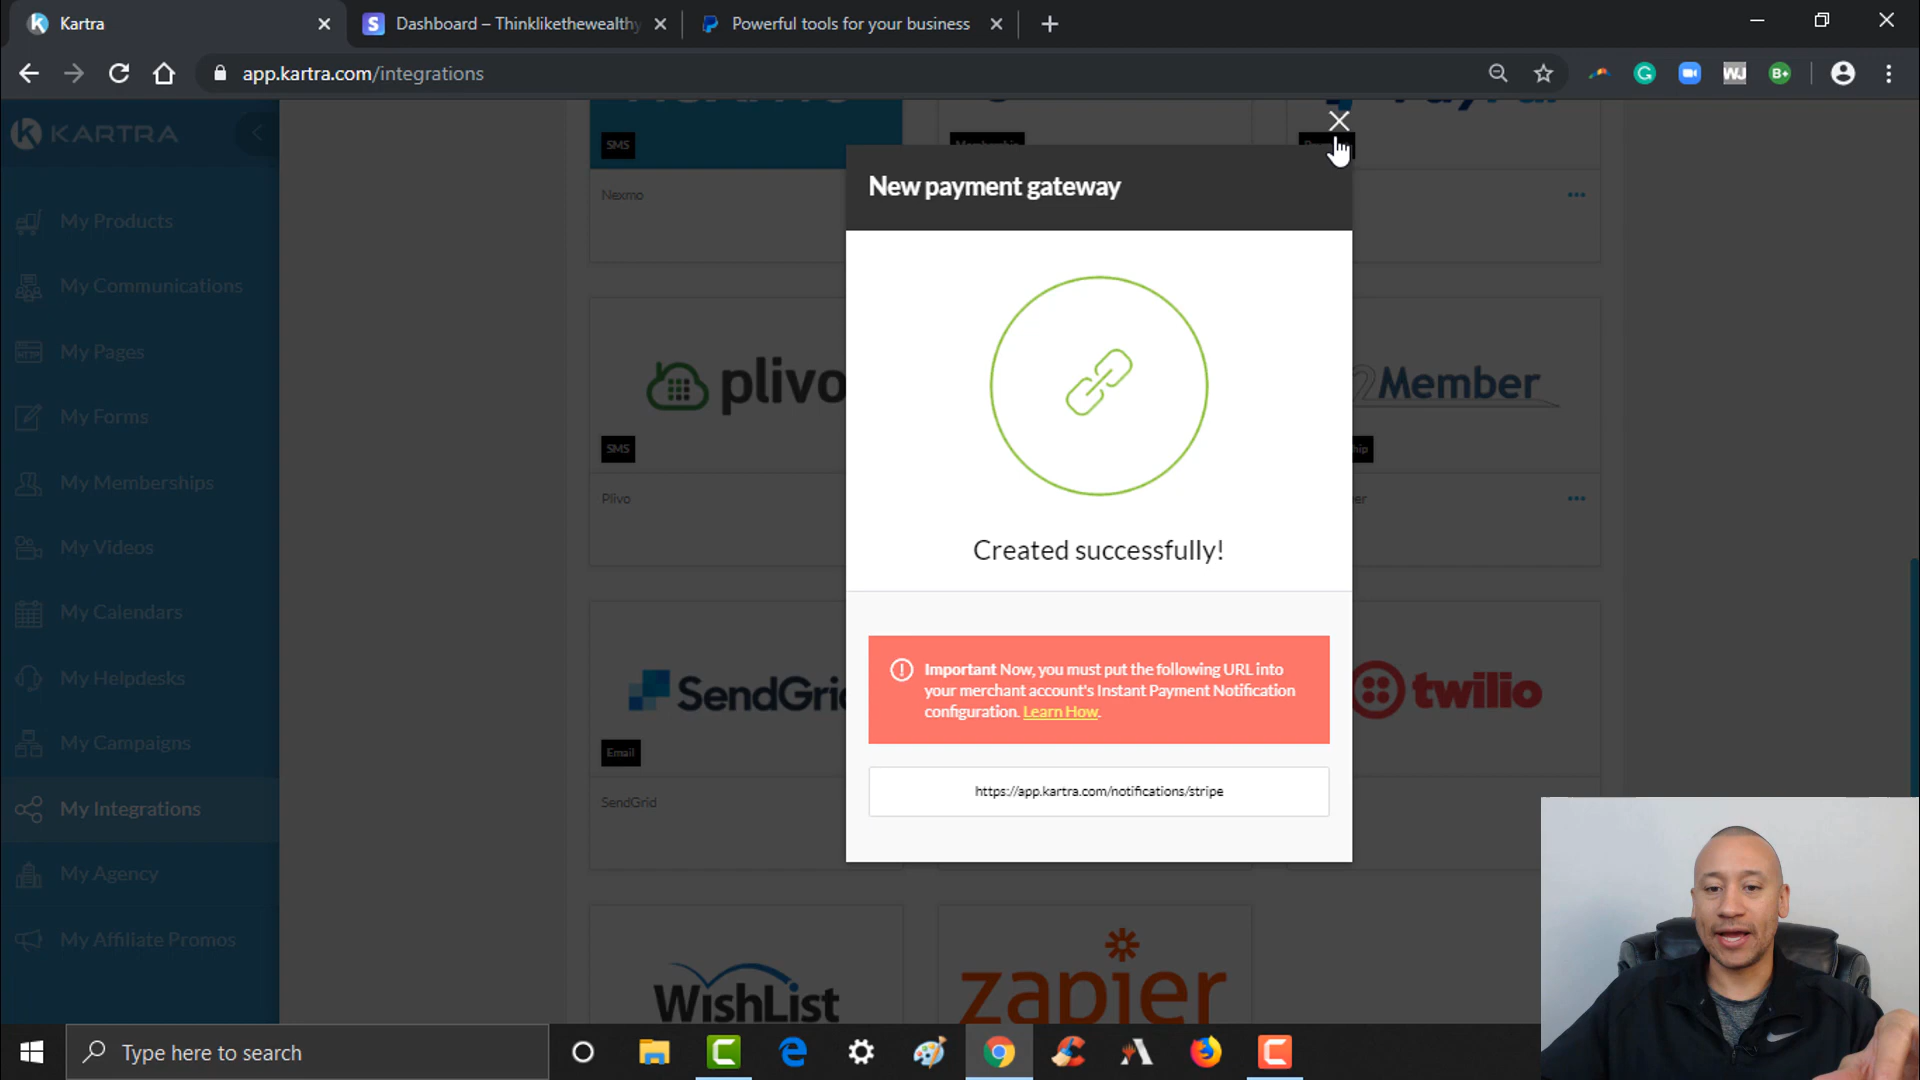 Kartra
Dashboard – Thinklikethewealthy
Powerful tools for your business
app.kartra.com/integrations
KARTRA
SMS
New payment gateway
Nexmo
My Products
My Communications
My Pages
My Forms
My Memberships
My Videos
My Calendars
My Helpdesks
My Campaigns
My Integrations
My Agency
My Affiliate Promos
plivo
SMS
Plivo
Member
Created successfully!
Important Now, you must put the following URL into
your merchant account's Instant Payment Notification
configuration. Learn How.
https://app.kartra.com/notifications/stripe
SendGrid
Email
SendGrid
twilio
WishList
zapier
Type here to search